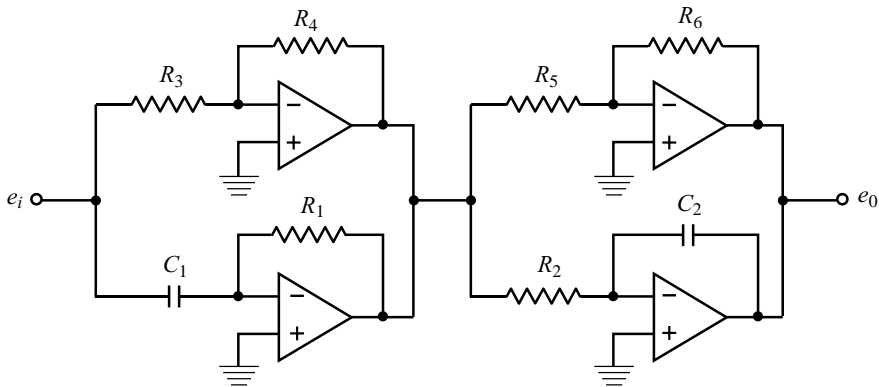 R4
R6
R3
R5
−
−
+
+
ei
e0
R1
C2
C1
R2
−
−
+
+